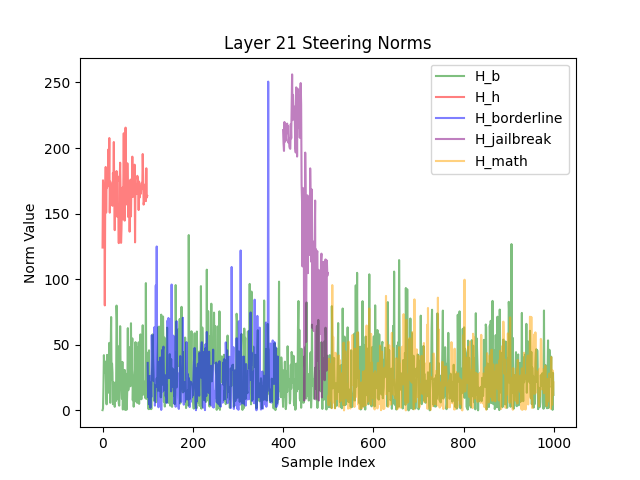 Layer 21 Steering Norms
Norm Value
250
200
150
100
50
0
H_b
H_h
H_borderline
H_jailbreak
H_math
0 200 400 600 800 1000
Sample Index